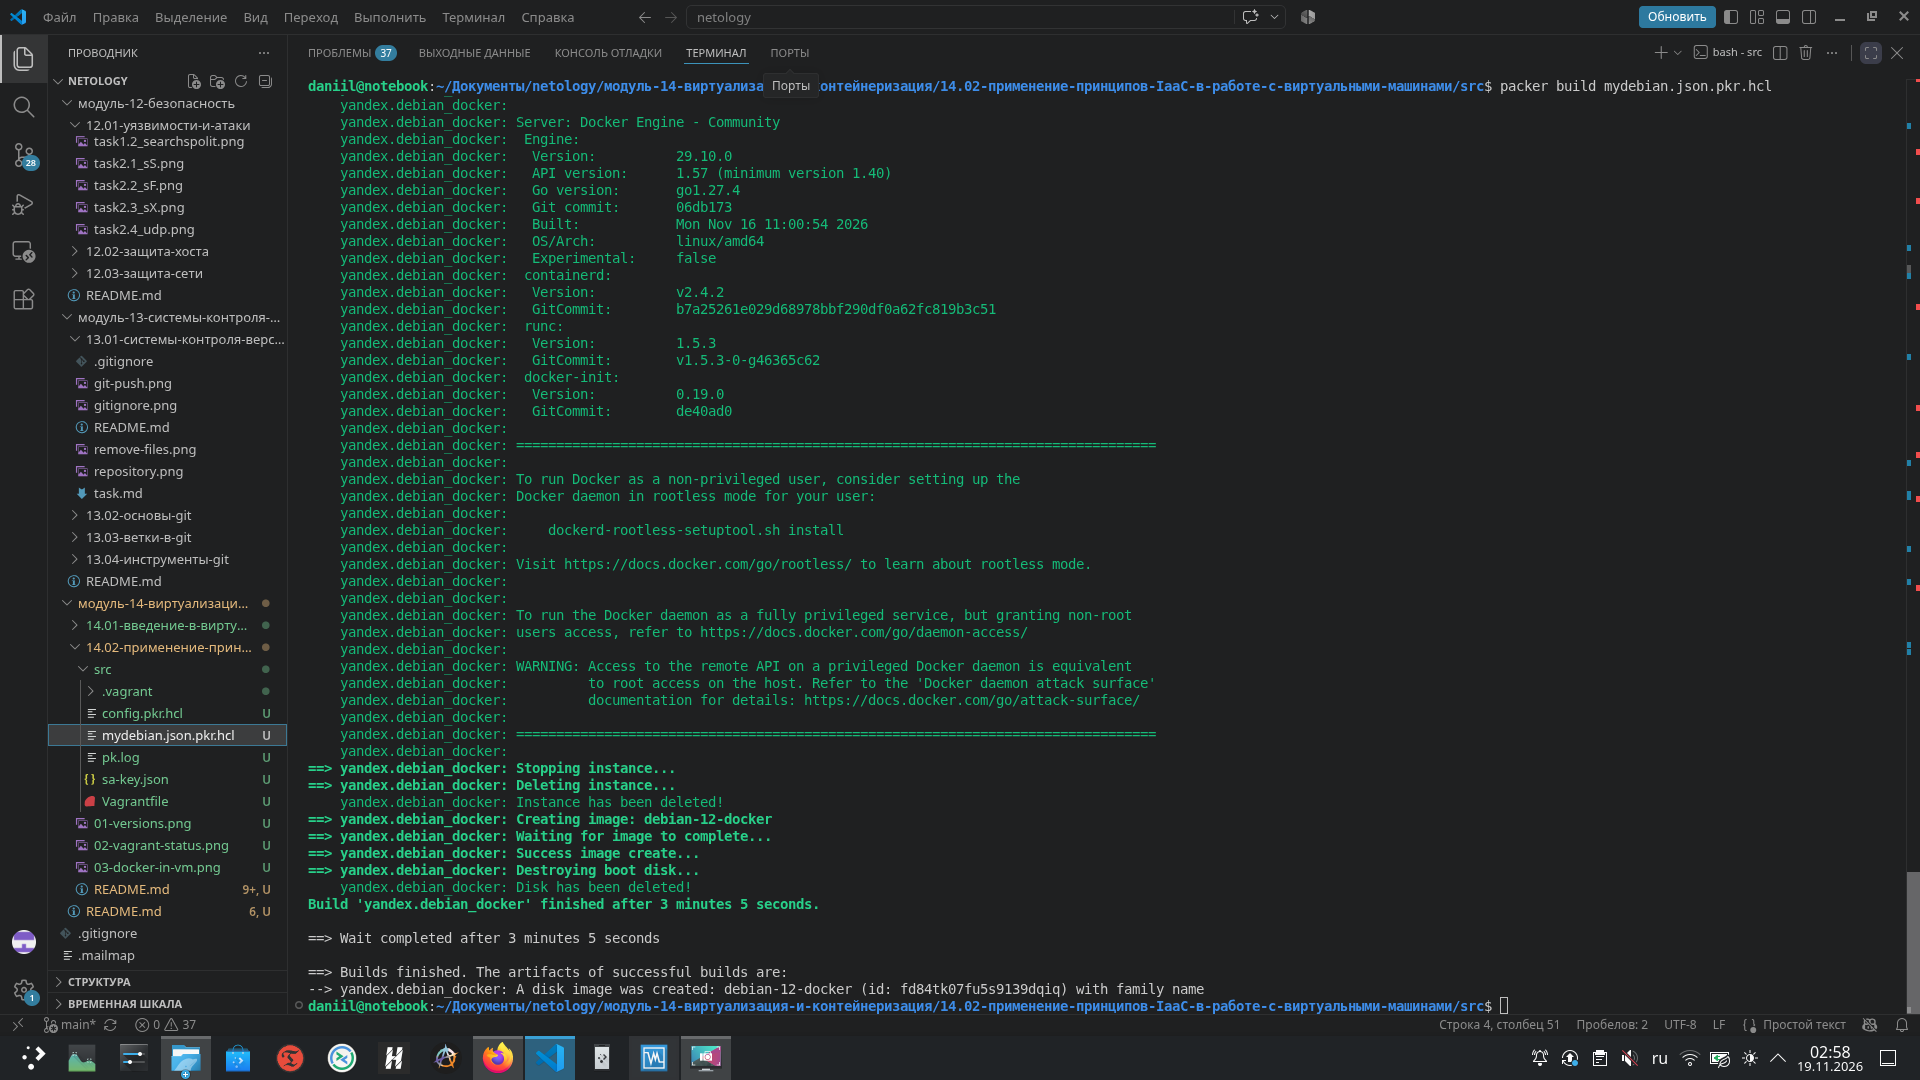 Файл Правка Выделение Вид Переход Выполнить Терминал Справка
netology
Обновить
ПРОВОДНИК
NETOLOGY
модуль-12-безопасность
12.01-уязвимости-и-атаки
task1.2_searchspolit.png
task2.1_sS.png
task2.2_sF.png
task2.3_sX.png
task2.4_udp.png
12.02-защита-хоста
12.03-защита-сети
README.md
модуль-13-системы-контроля-...
13.01-системы-контроля-верс...
.gitignore
git-push.png
gitignore.png
README.md
remove-files.png
repository.png
task.md
13.02-основы-git
13.03-ветки-в-git
13.04-инструменты-git
README.md
модуль-14-виртуализаци...
14.01-введение-в-вирту...
14.02-применение-прин...
src
.vagrant
config.pkr.hcl U
mydebian.json.pkr.hcl U
pk.log U
sa-key.json U
Vagrantfile U
01-versions.png U
02-vagrant-status.png U
03-docker-in-vm.png U
README.md 9+, U
README.md 6, U
.gitignore
.mailmap
СТРУКТУРА
ВРЕМЕННАЯ ШКАЛА
28
1
ПРОБЛЕМЫ 37 ВЫХОДНЫЕ ДАННЫЕ КОНСОЛЬ ОТЛАДКИ ТЕРМИНАЛ ПОРТЫ
bash - src
Порты
daniil@notebook:~/Документы/netology/модуль-14-виртуализа онтейнеризация/14.02-применение-принципов-IaaC-в-работе-с-виртуальными-машинами/src$ packer build mydebian.json.pkr.hcl
yandex.debian_docker:
yandex.debian_docker: Server: Docker Engine - Community
yandex.debian_docker:  Engine:
yandex.debian_docker:   Version:          29.10.0
yandex.debian_docker:   API version:      1.57 (minimum version 1.40)
yandex.debian_docker:   Go version:       go1.27.4
yandex.debian_docker:   Git commit:       06db173
yandex.debian_docker:   Built:            Mon Nov 16 11:00:54 2026
yandex.debian_docker:   OS/Arch:          linux/amd64
yandex.debian_docker:   Experimental:     false
yandex.debian_docker:  containerd:
yandex.debian_docker:   Version:          v2.4.2
yandex.debian_docker:   GitCommit:        b7a25261e029d68978bbf290df0a62fc819b3c51
yandex.debian_docker:  runc:
yandex.debian_docker:   Version:          1.5.3
yandex.debian_docker:   GitCommit:        v1.5.3-0-g46365c62
yandex.debian_docker:  docker-init:
yandex.debian_docker:   Version:          0.19.0
yandex.debian_docker:   GitCommit:        de40ad0
yandex.debian_docker:
yandex.debian_docker: ================================================================================
yandex.debian_docker:
yandex.debian_docker: To run Docker as a non-privileged user, consider setting up the
yandex.debian_docker: Docker daemon in rootless mode for your user:
yandex.debian_docker:
yandex.debian_docker:     dockerd-rootless-setuptool.sh install
yandex.debian_docker:
yandex.debian_docker: Visit https://docs.docker.com/go/rootless/ to learn about rootless mode.
yandex.debian_docker:
yandex.debian_docker:
yandex.debian_docker: To run the Docker daemon as a fully privileged service, but granting non-root
yandex.debian_docker: users access, refer to https://docs.docker.com/go/daemon-access/
yandex.debian_docker:
yandex.debian_docker: WARNING: Access to the remote API on a privileged Docker daemon is equivalent
yandex.debian_docker:          to root access on the host. Refer to the 'Docker daemon attack surface'
yandex.debian_docker:          documentation for details: https://docs.docker.com/go/attack-surface/
yandex.debian_docker:
yandex.debian_docker: ================================================================================
yandex.debian_docker:
==> yandex.debian_docker: Stopping instance...
==> yandex.debian_docker: Deleting instance...
yandex.debian_docker: Instance has been deleted!
==> yandex.debian_docker: Creating image: debian-12-docker
==> yandex.debian_docker: Waiting for image to complete...
==> yandex.debian_docker: Success image create...
==> yandex.debian_docker: Destroying boot disk...
yandex.debian_docker: Disk has been deleted!
Build 'yandex.debian_docker' finished after 3 minutes 5 seconds.
==> Wait completed after 3 minutes 5 seconds
==> Builds finished. The artifacts of successful builds are:
--> yandex.debian_docker: A disk image was created: debian-12-docker (id: fd84tk07fu5s9139dqiq) with family name
daniil@notebook:~/Документы/netology/модуль-14-виртуализация-и-контейнеризация/14.02-применение-принципов-IaaC-в-работе-с-виртуальными-машинами/src$
main* 0 37
Строка 4, столбец 51 Пробелов: 2 UTF-8 LF Простой текст
ru
02:58
19.11.2026